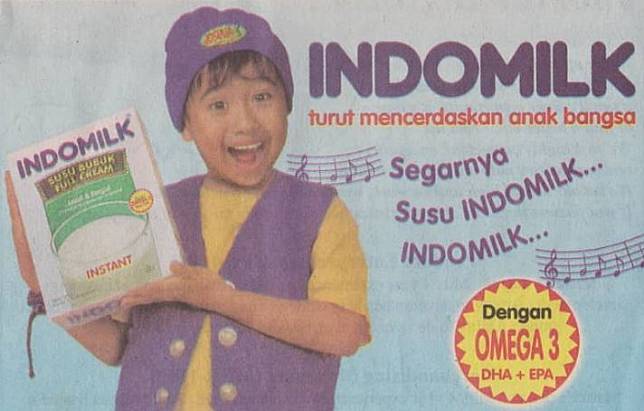 INDOMILK
turut mencerdaskan anak bangsa
Segarnya
Susu INDOMILK...
INDOMILK...
INDOMILK
SUSU BUBUK
FULL CREAM
INSTANT
Dengan
OMEGA 3
DHA + EPA